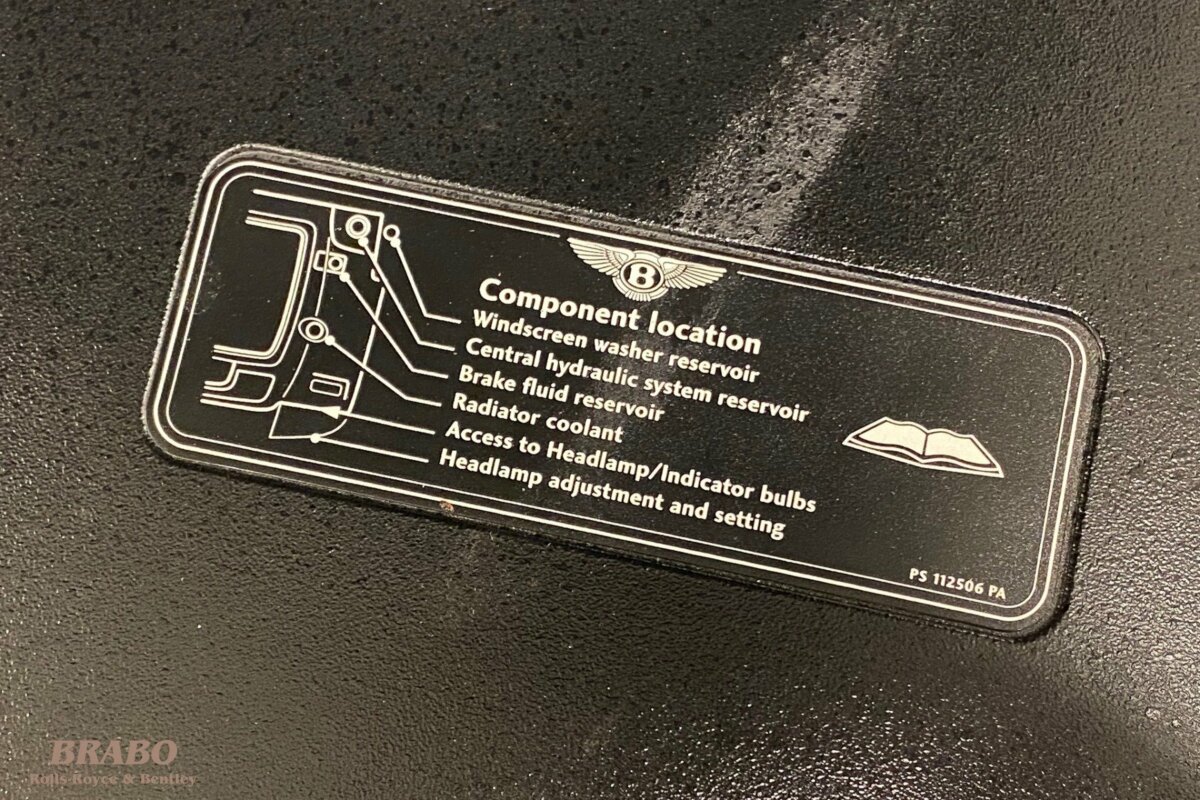 B
Component location
Windscreen washer reservoir
Central hydraulic system reservoir
Brake fluid reservoir
Radiator coolant
Access to Headlamp/Indicator bulbs
Headlamp adjustment and setting
PS 112506 PA
BRABO
Rolls-Royce & Bentley